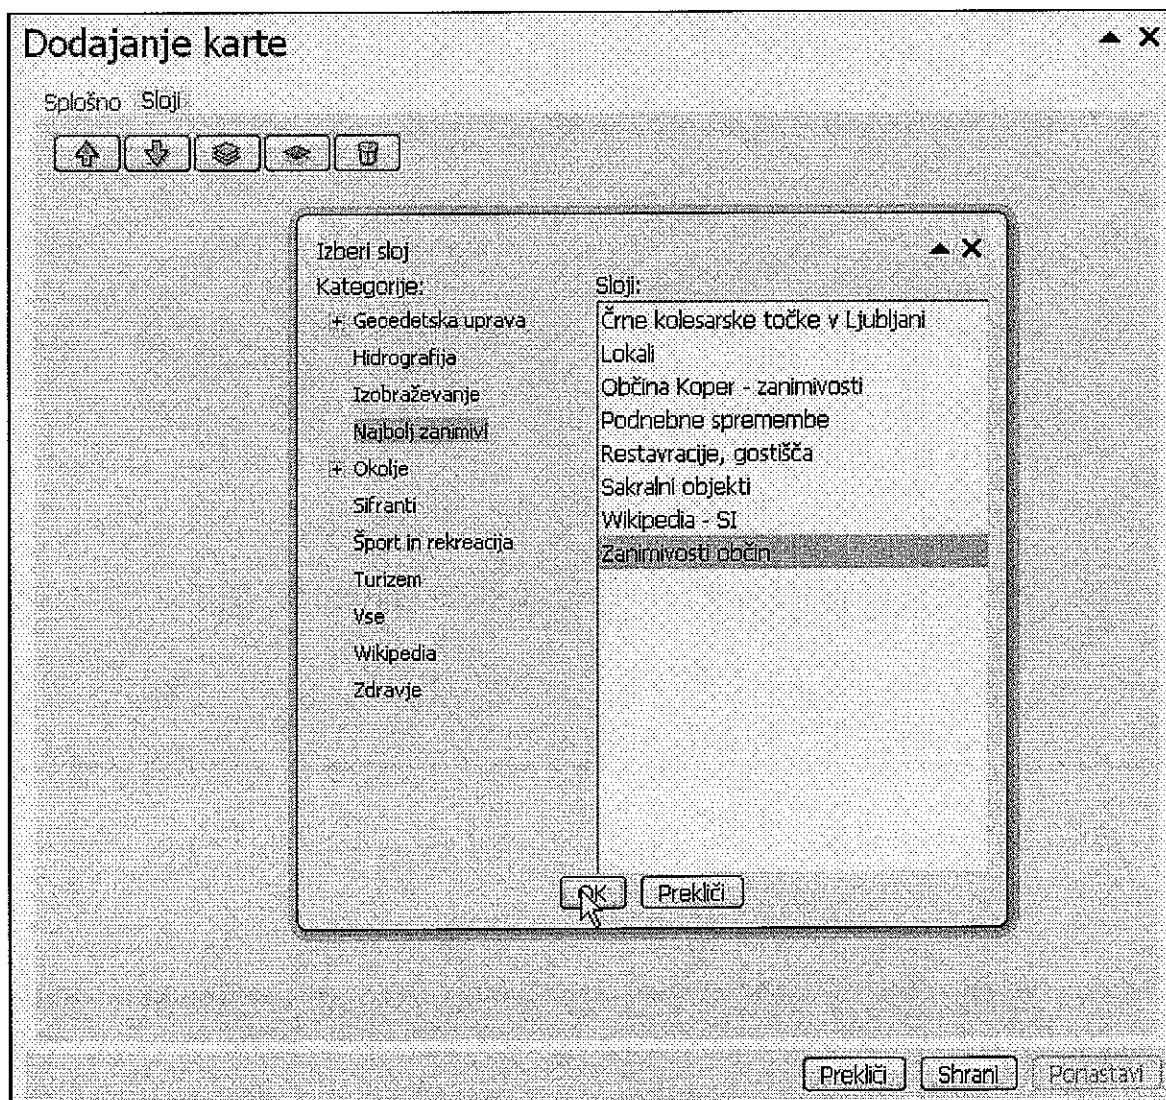 Dodajanje karte
Splošno Sloji
Izberi sloj
Kategorije:
+ Geodetska uprava
Hidrografija
Izobraževanje
Najbolj zanimivi
+ Okolje
Šifranti
Šport in rekreacija
Turizem
Vse
Wikipedia
Zdravje
Sloji:
Črne kolesarske točke v Ljubljani
Lokali
Občina Koper - zanimivosti
Podnebne spremembe
Restavracije, gostišča
Sakralni objekti
Wikipedia - SI
Zanimivosti občin
OK Prekliči
Prekliči Shrani Ponastavi